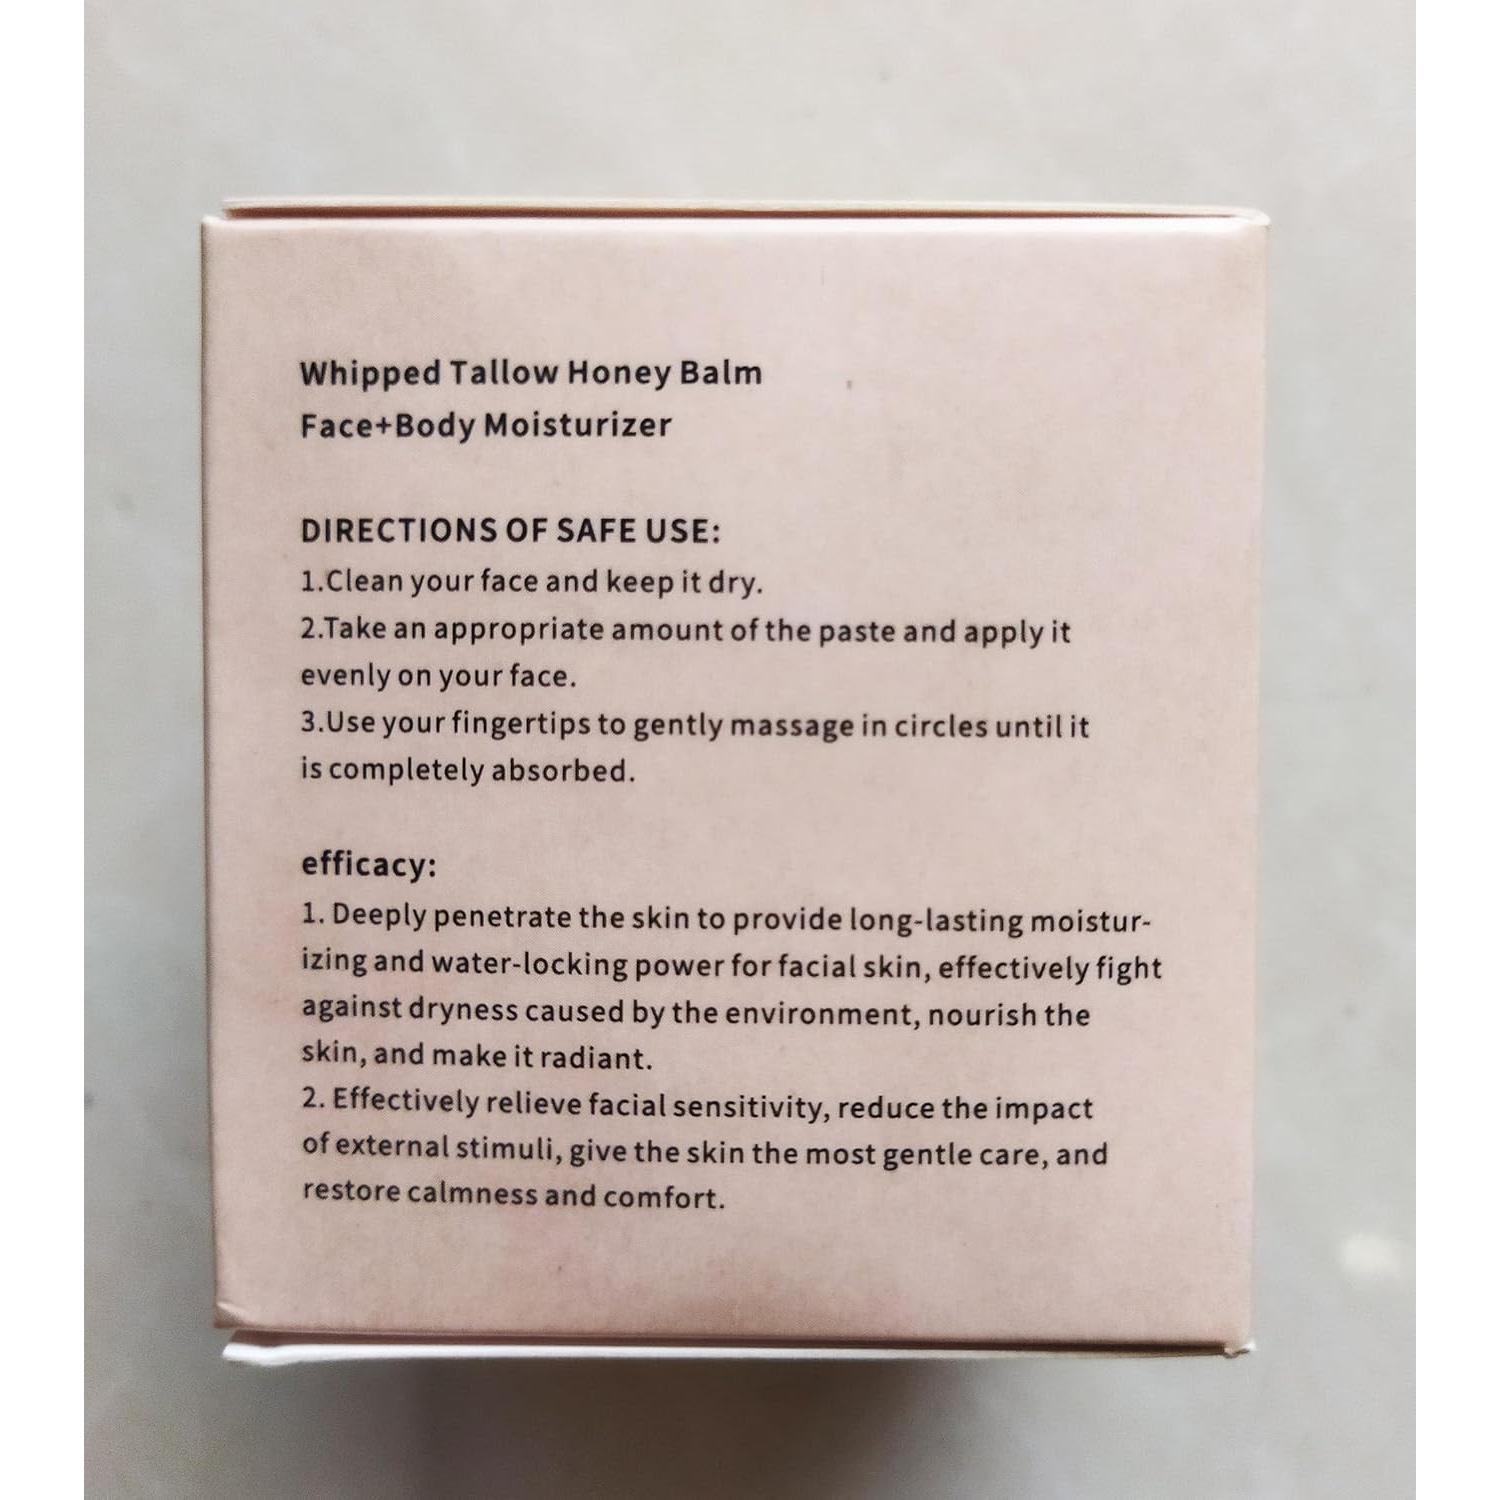 Whipped Tallow Honey Balm
Face+Body Moisturizer
DIRECTIONS OF SAFE USE:
1.Clean your face and keep it dry.
2.Take an appropriate amount of the paste and apply it
evenly on your face.
3.Use your fingertips to gently massage in circles until it
is completely absorbed.
efficacy:
1. Deeply penetrate the skin to provide long-lasting moistur-
izing and water-locking power for facial skin, effectively fight
against dryness caused by the environment, nourish the
skin, and make it radiant.
2. Effectively relieve facial sensitivity, reduce the impact
of external stimuli, give the skin the most gentle care, and
restore calmness and comfort.